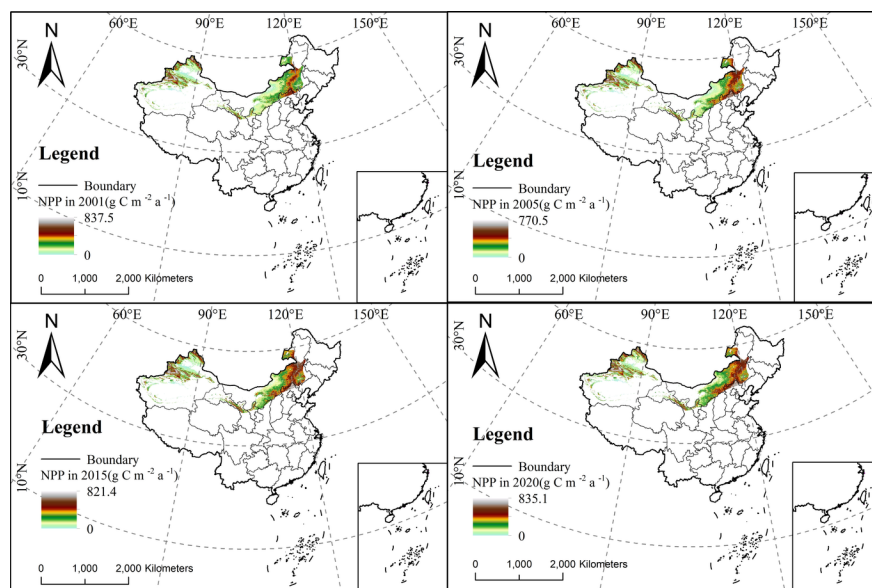 60°E 90°E 120°E 150°E
N
30°N
10°N
Legend
Boundary
NPP in 2001(g C m⁻² a⁻¹)
837.5
0
0 1,000 2,000 Kilometers
60°E 90°E 120°E 150°E
N
30°N
10°N
Legend
Boundary
NPP in 2005(g C m⁻² a⁻¹)
770.5
0
0 1,000 2,000 Kilometers
60°E 90°E 120°E 150°E
N
30°N
10°N
Legend
Boundary
NPP in 2015(g C m⁻² a⁻¹)
821.4
0
0 1,000 2,000 Kilometers
60°E 90°E 120°E 150°E
N
30°N
10°N
Legend
Boundary
NPP in 2020(g C m⁻² a⁻¹)
835.1
0
0 1,000 2,000 Kilometers